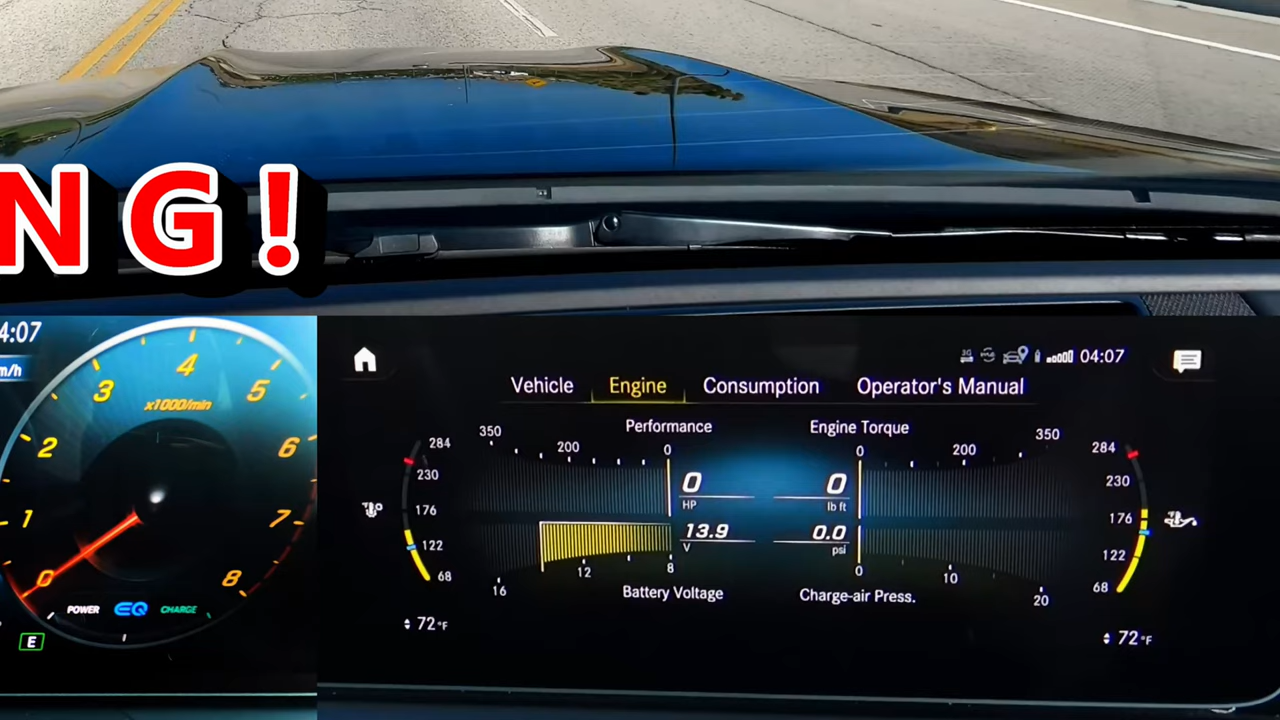 NG!
4:07
m/h
4
3
5
x1000/min
2
6
1
7
0
8
POWER EQ CHARGE
E
3G
04:07
Vehicle Engine Consumption Operator's Manual
Performance Engine Torque
284 350 200 0 0 200 350 284
230 230
0 HP 0 lb ft
176 176
13.9 V 0.0 psi
122 122
68 16 12 8 0 10 20 68
Battery Voltage Charge-air Press.
72°F 72°F